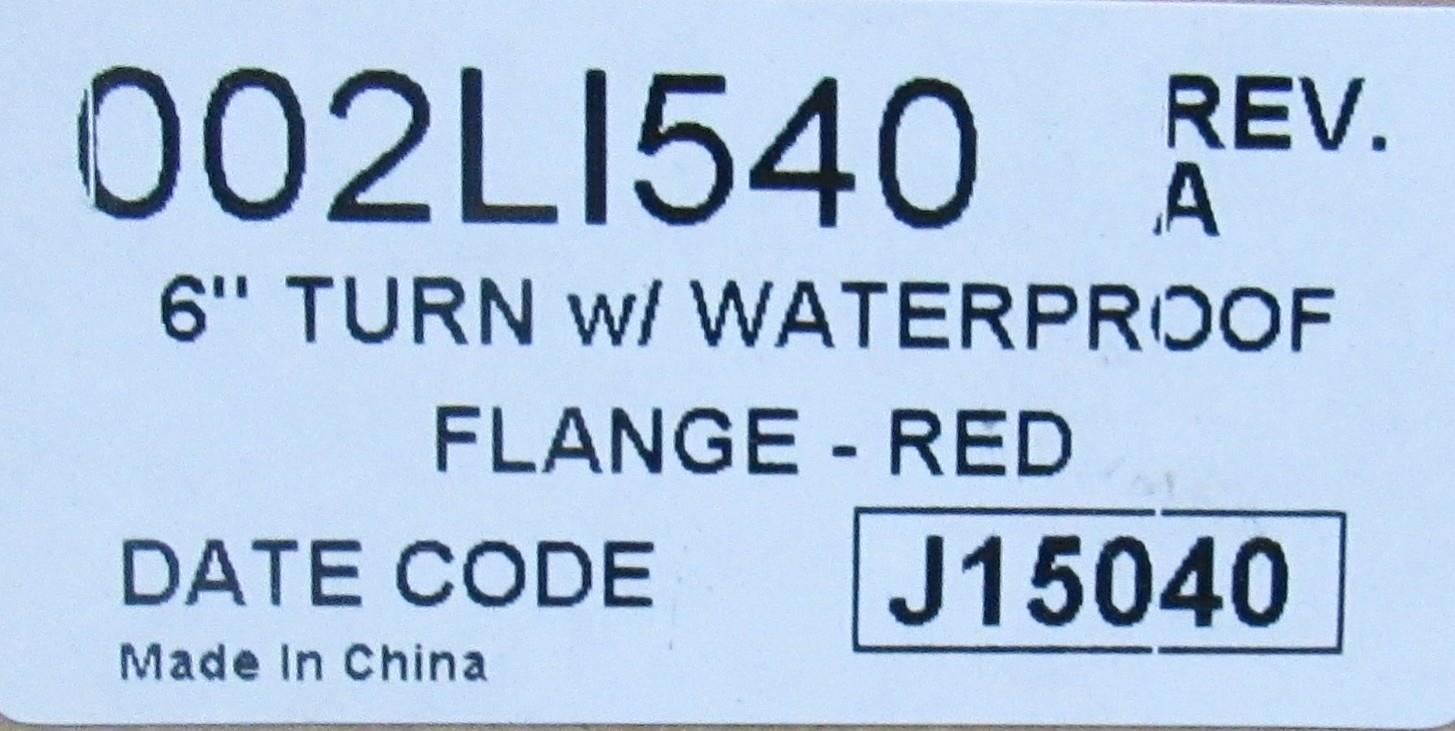 002LI540 REV. A
6" TURN w/ WATERPROOF
FLANGE - RED
DATE CODE J15040
Made In China